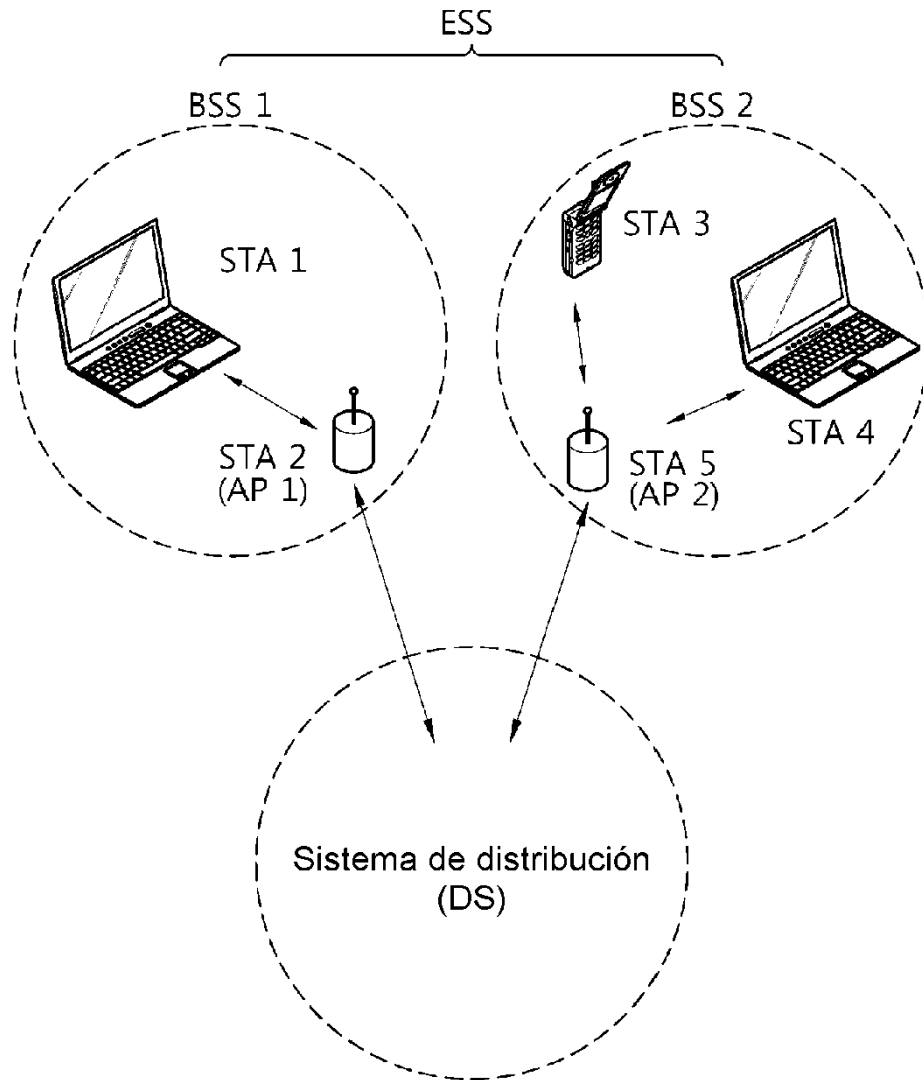 ESS
BSS 1
BSS 2
STA 1
STA 2
(AP 1)
STA 3
STA 4
STA 5
(AP 2)
Sistema de distribución
(DS)